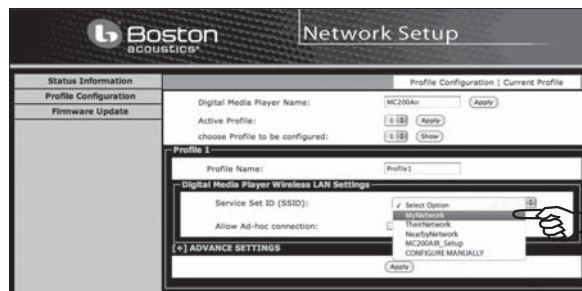 Boston
acoustics®
Network Setup
Status Information
Profile Configuration
Firmware Update
Profile Configuration | Current Profile
Digital Media Player Name: MC200Air Apply
Active Profile: 1 Apply
choose Profile to be configured: 1 Show
Profile 1
Profile Name: Profile1
Digital Media Player Wireless LAN Settings
Service Set ID (SSID): ✓ Select Option
MyNetwork
TheirNetwork
Allow Ad-hoc connection: NearbyNetwork
MC200AIR_Setup
CONFIGURE MANUALLY
[+] ADVANCE SETTINGS
Apply